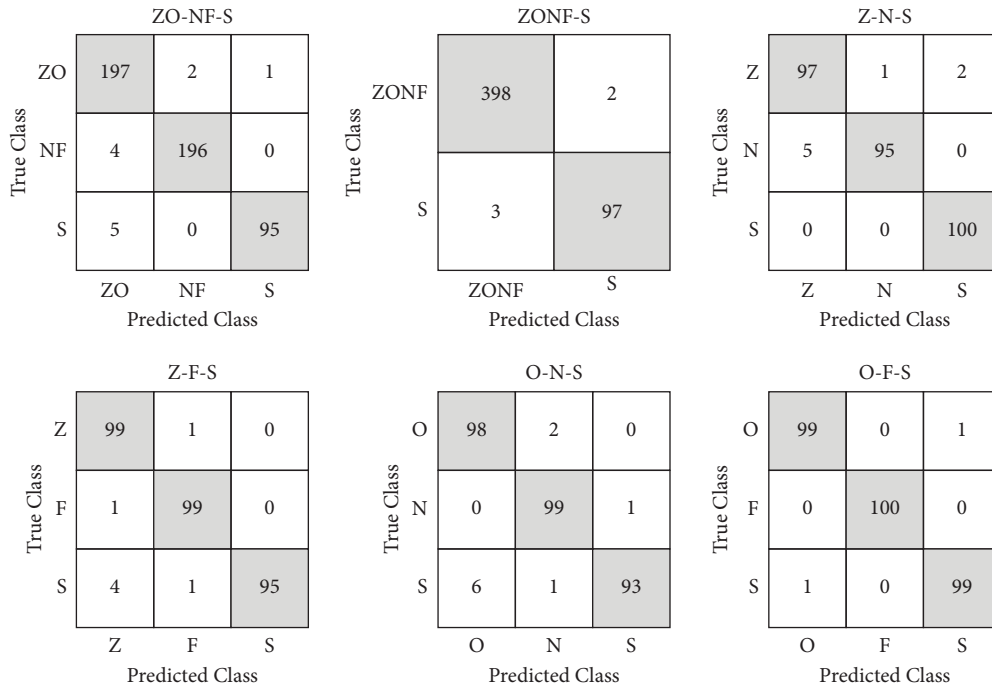 ZO-NF-S
ZO 197 2 1
NF 4 196 0
S 5 0 95
ZO NF S
True Class
Predicted Class
ZONF-S
ZONF 398 2
S 3 97
ZONF S
True Class
Predicted Class
Z-N-S
Z 97 1 2
N 5 95 0
S 0 0 100
Z N S
True Class
Predicted Class
Z-F-S
Z 99 1 0
F 1 99 0
S 4 1 95
Z F S
True Class
Predicted Class
O-N-S
O 98 2 0
N 0 99 1
S 6 1 93
O N S
True Class
Predicted Class
O-F-S
O 99 0 1
F 0 100 0
S 1 0 99
O F S
True Class
Predicted Class